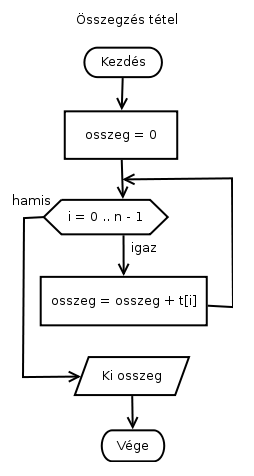 Összegzés tétel
Kezdés
osszeg = 0
hamis
i = 0 .. n - 1
igaz
osszeg = osszeg + t[i]
Ki osszeg
Vége